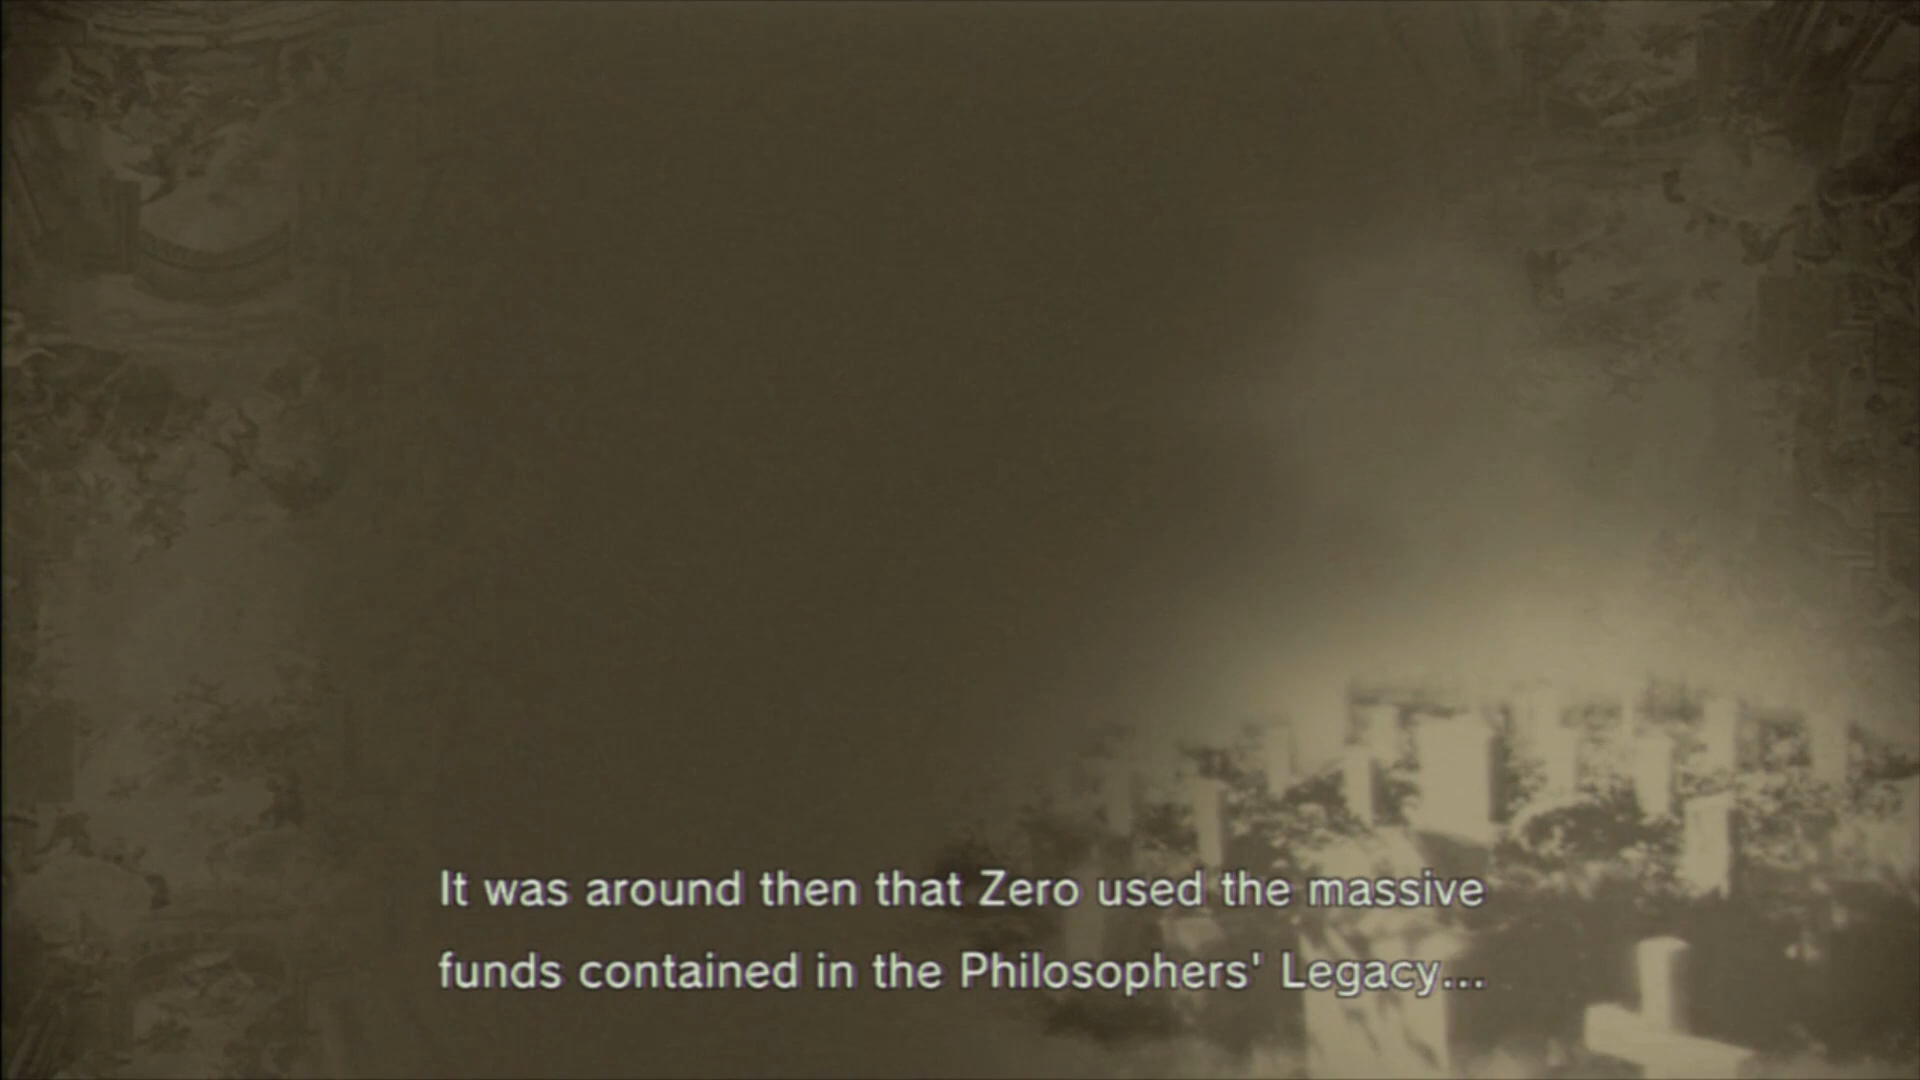 It was around then that Zero used the massive
funds contained in the Philosophers' Legacy...